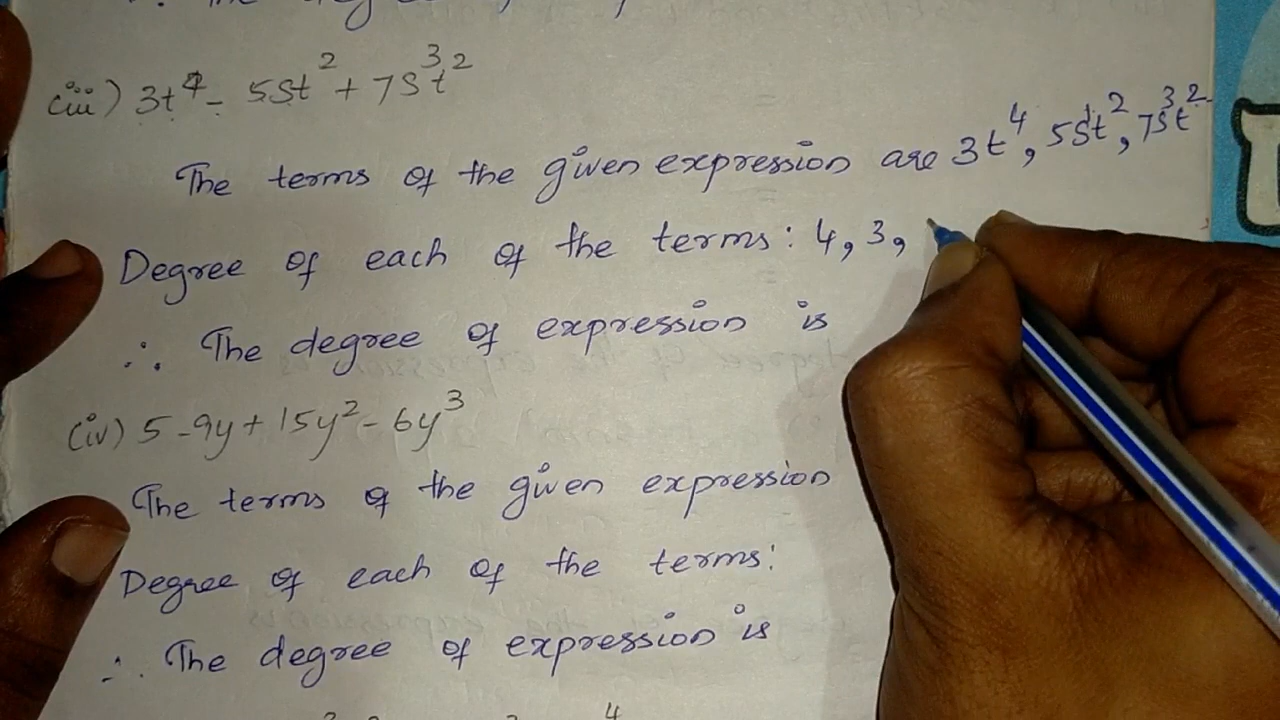 (iii) 3t⁴ - 5st² + 7s³t²
The terms of the given expression are 3t⁴, 5s¹t², 7s³t²
Degree of each of the terms: 4, 3,
∴ The degree of expression is
(iv) 5 - 9y + 15y² - 6y³
The terms of the given expression
Degree of each of the terms:
∴ The degree of expression is